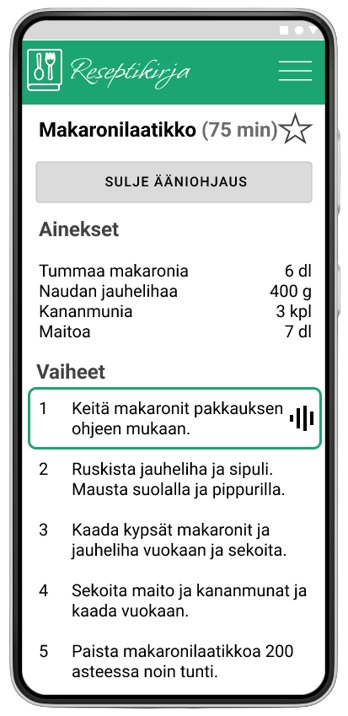 Reseptikirja
Makaronilaatikko (75 min)
SULJE ÄÄNIOHJAUS
Ainekset
Tummaa makaronia 6 dl
Naudan jauhelihaa 400 g
Kananmunia 3 kpl
Maitoa 7 dl
Vaiheet
1 Keitä makaronit pakkauksen
ohjeen mukaan.
2 Ruskista jauheliha ja sipuli.
Mausta suolalla ja pippurilla.
3 Kaada kypsät makaronit ja
jauheliha vuokaan ja sekoita.
4 Sekoita maito ja kananmunat ja
kaada vuokaan.
5 Paista makaronilaatikkoa 200
asteessa noin tunti.